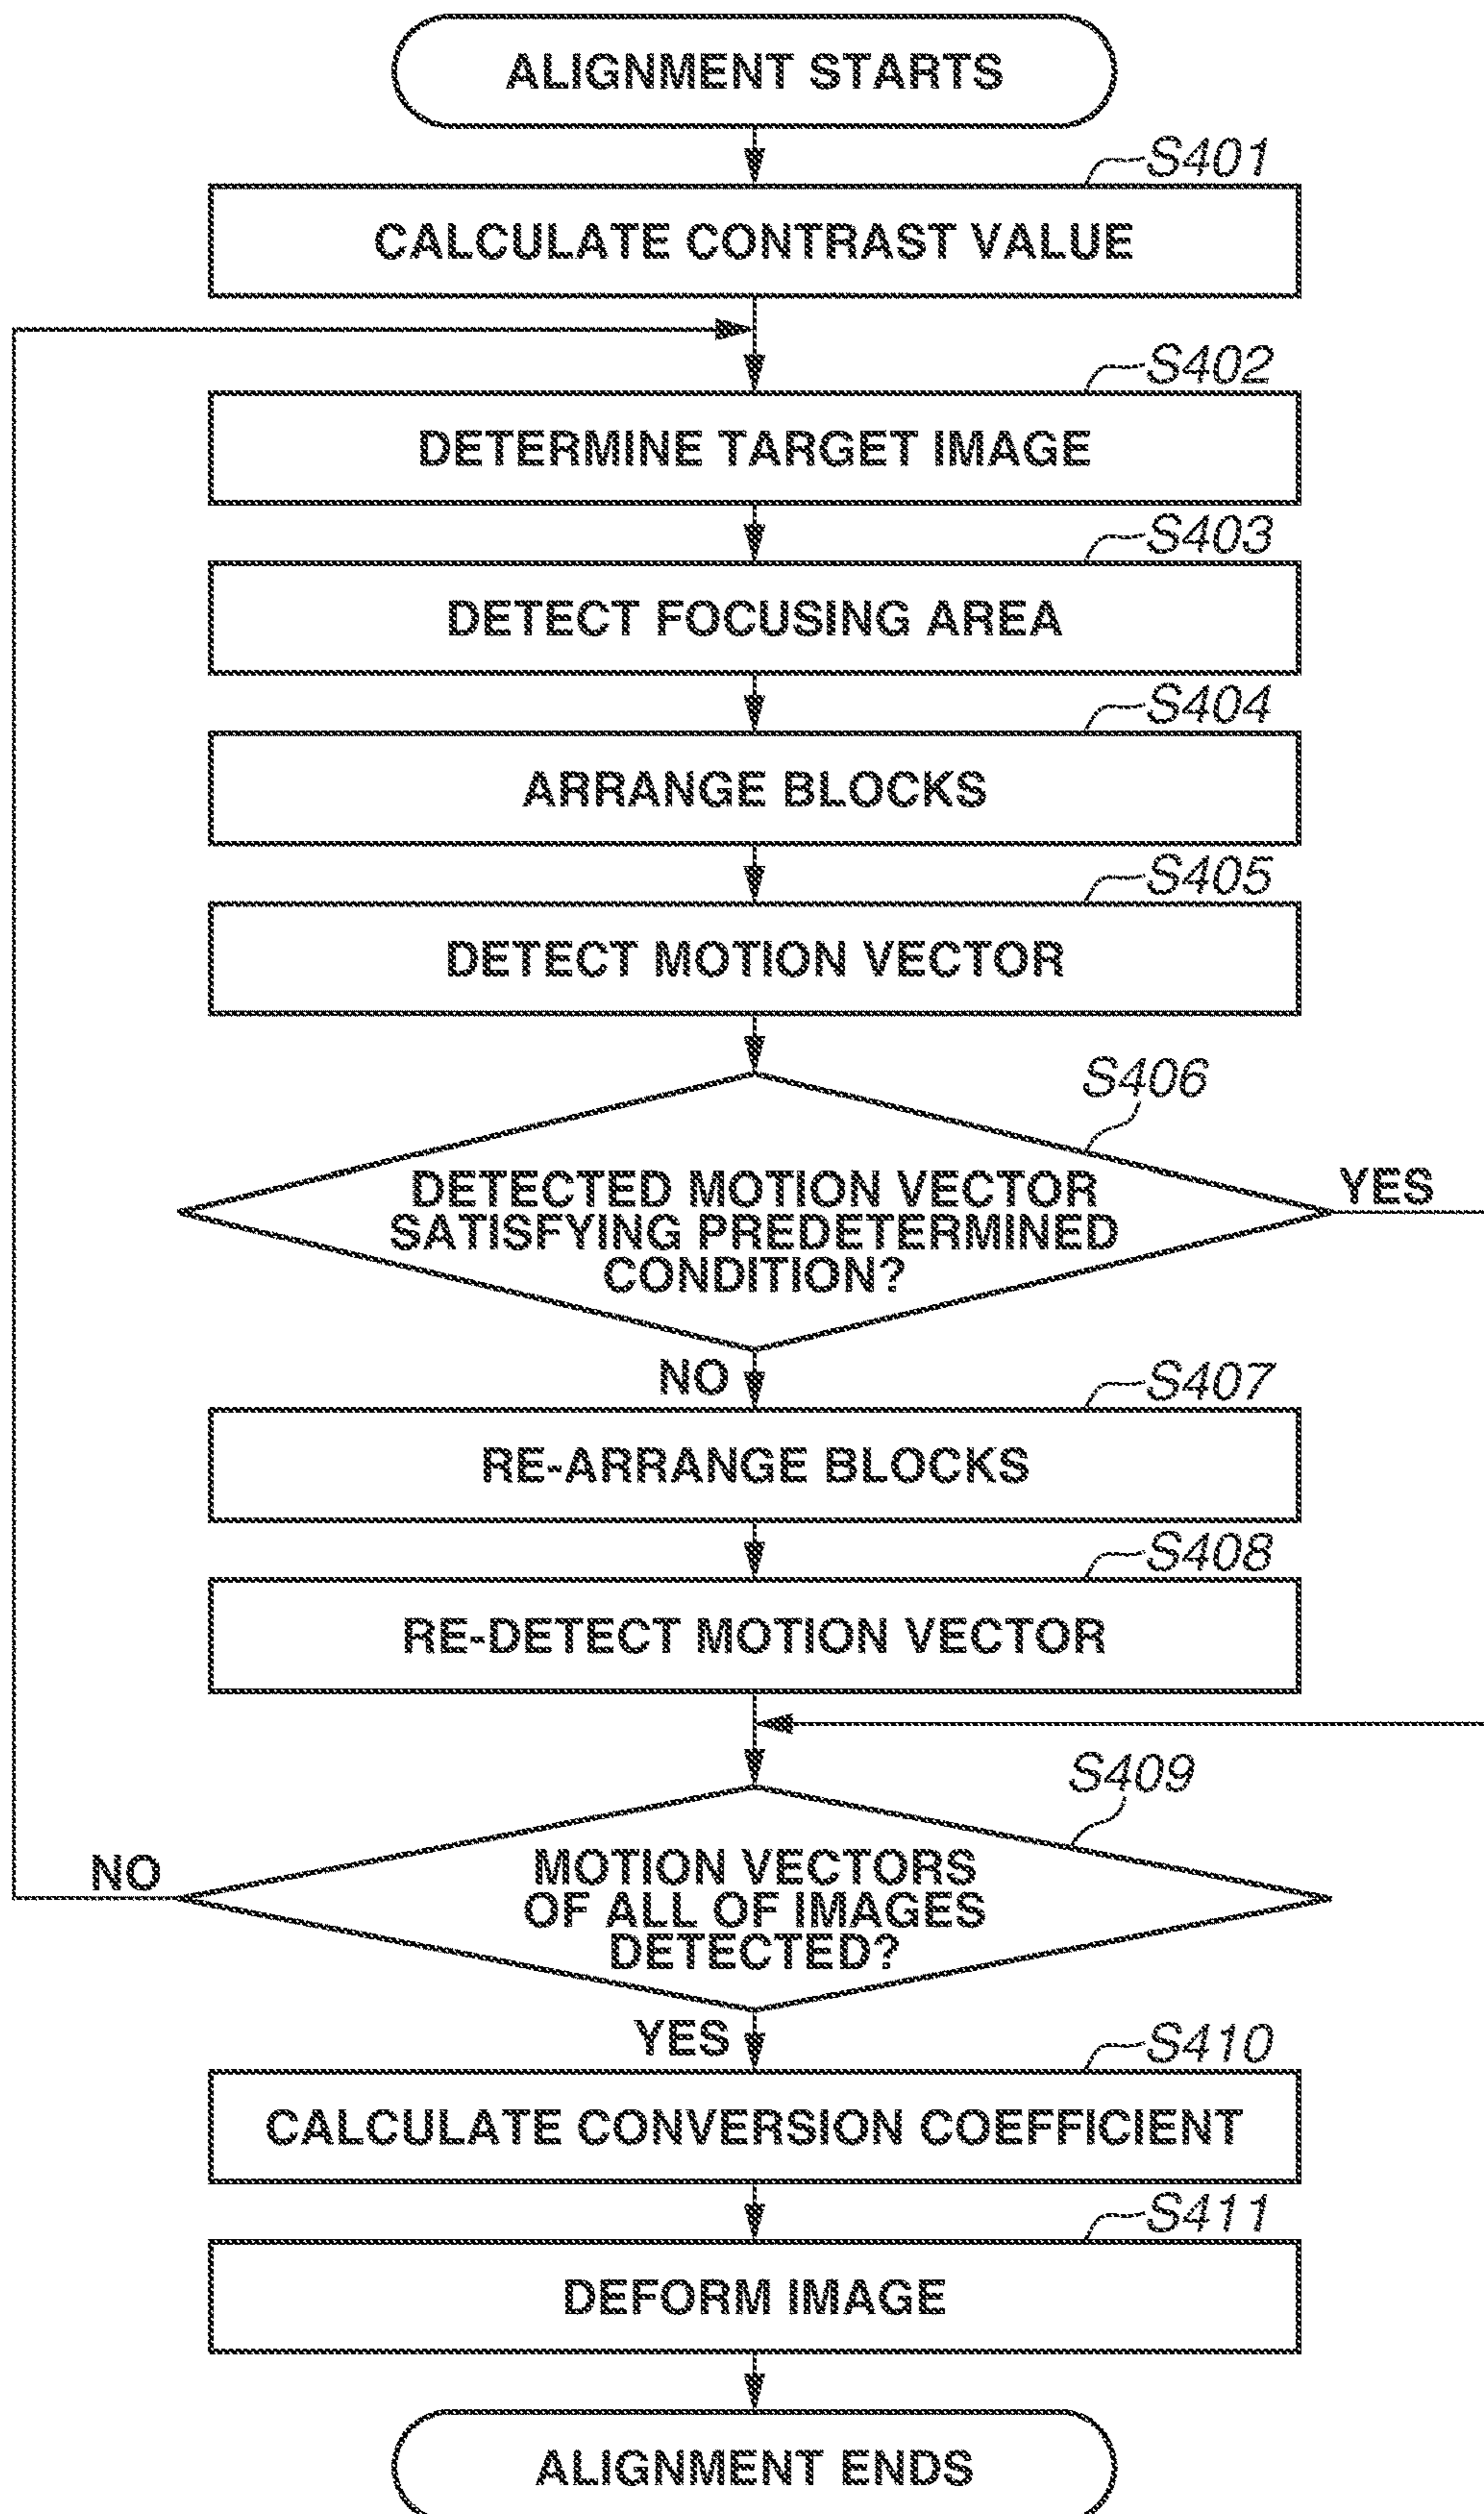 ALIGNMENT STARTS
S401
CALCULATE CONTRAST VALUE
S402
DETERMINE TARGET IMAGE
S403
DETECT FOCUSING AREA
S404
ARRANGE BLOCKS
S405
DETECT MOTION VECTOR
S406
DETECTED MOTION VECTOR
SATISFYING PREDETERMINED
CONDITION?
YES
NO
S407
RE-ARRANGE BLOCKS
S408
RE-DETECT MOTION VECTOR
S409
MOTION VECTORS
OF ALL OF IMAGES
DETECTED?
NO
YES
S410
CALCULATE CONVERSION COEFFICIENT
S411
DEFORM IMAGE
ALIGNMENT ENDS